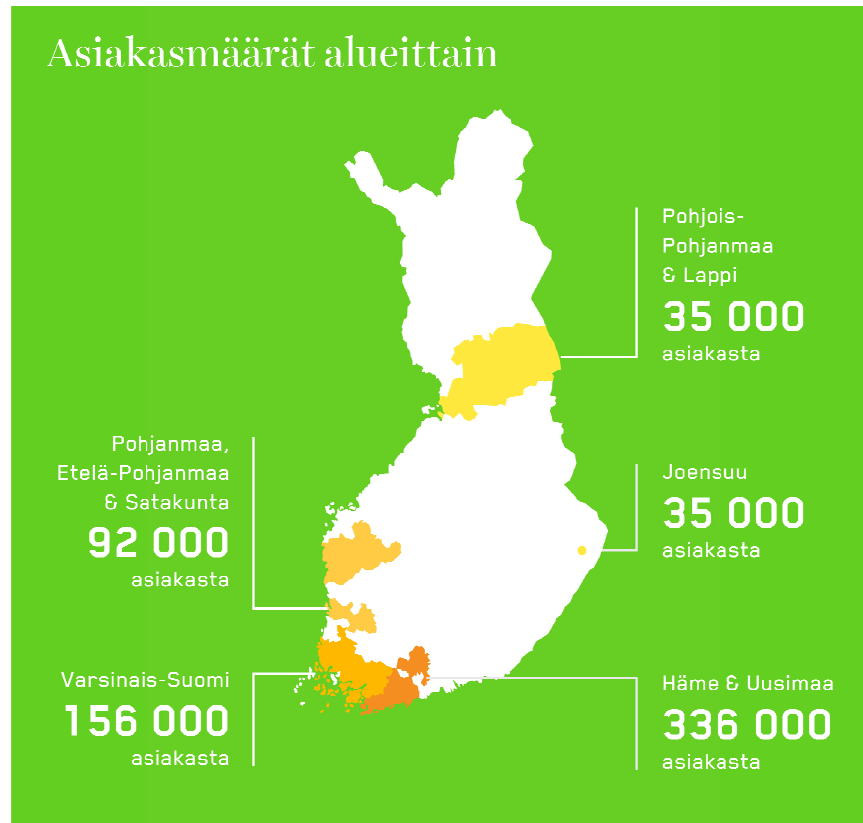 Asiakasmäärät alueittain
Pohjois-
Pohjanmaa
& Lappi
35 000
asiakasta
Pohjanmaa,
Etelä-Pohjanmaa
& Satakunta
92 000
asiakasta
Joensuu
35 000
asiakasta
Varsinais-Suomi
156 000
asiakasta
Häme & Uusimaa
336 000
asiakasta